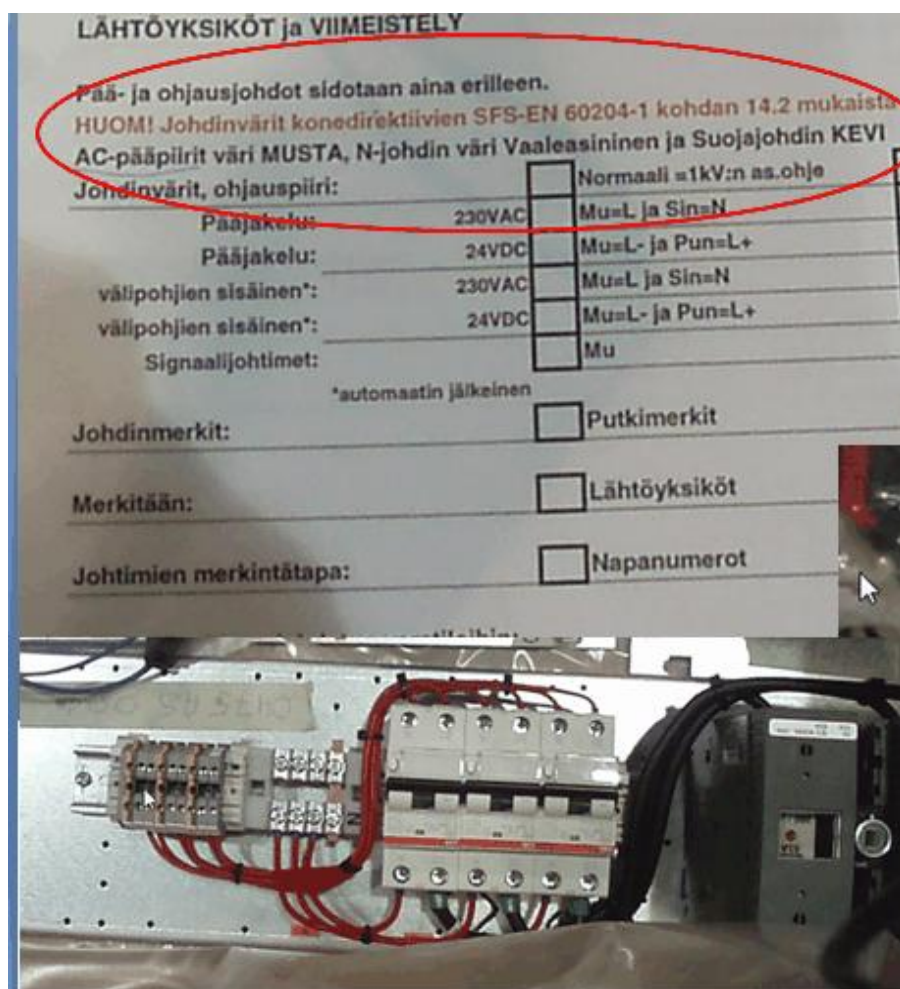 LÄHTÖYKSIKÖT ja VIIMEISTELY
Pää- ja ohjausjohdot sidotaan aina erilleen.
HUOM! Johdinvärit konedirektiivien SFS-EN 60204-1 kohdan 14.2 mukaista
AC-pääpiirit väri MUSTA, N-johdin väri Vaaleasininen ja Suojajohdin KEVI
Johdinvärit, ohjauspiiri: Normaali =1kV:n as.ohje
Pääjakelu: 230VAC Mu=L ja Sin=N
Pääjakelu: 24VDC Mu=L- ja Pun=L+
välipohjien sisäinen*: 230VAC Mu=L ja Sin=N
välipohjien sisäinen*: 24VDC Mu=L- ja Pun=L+
Signaalijohtimet: Mu
*automaatin jälkeinen
Johdinmerkit: Putkimerkit
Merkitään: Lähtöyksiköt
Johtimien merkintätapa: Napanumerot